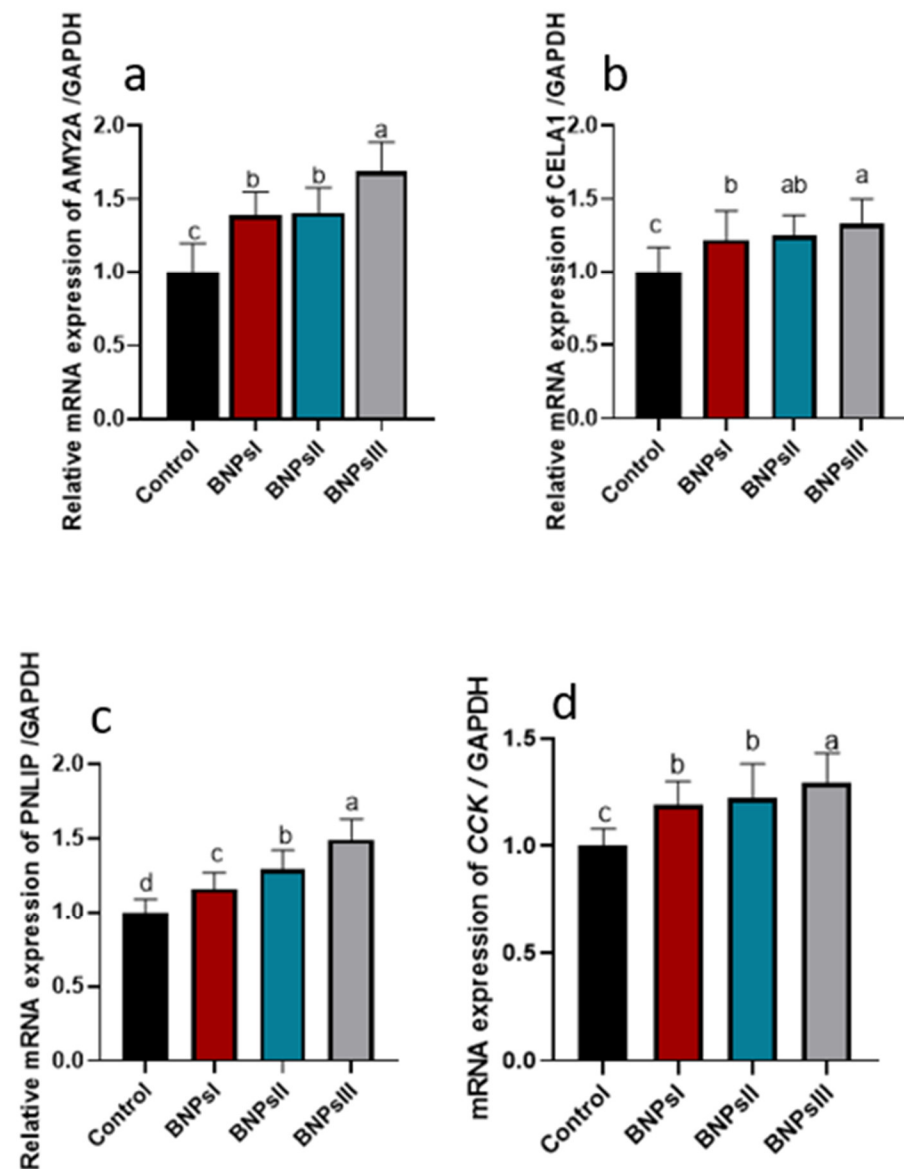 a
Relative mRNA expression of AMY2A /GAPDH
2.0
1.5
1.0
0.5
0.0
c
b
b
a
Control
BNPsI
BNPsII
BNPsIII
b
Relative mRNA expression of CELA1 /GAPDH
2.0
1.5
1.0
0.5
0.0
c
b
ab
a
Control
BNPsI
BNPsII
BNPsIII
c
Relative mRNA expression of PNLIP /GAPDH
2.0
1.5
1.0
0.5
0.0
d
c
b
a
Control
BNPsI
BNPsII
BNPsIII
d
mRNA expression of CCK / GAPDH
1.5
1.0
0.5
0.0
c
b
b
a
Control
BNPsI
BNPsII
BNPsIII